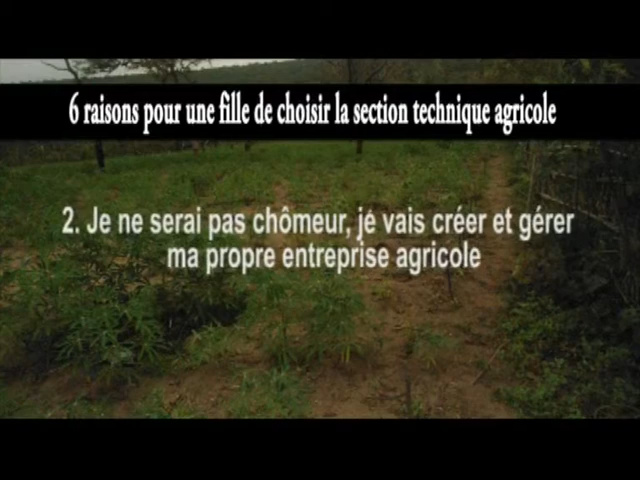 6 raisons pour une fille de choisir la section technique agricole
2. Je ne serai pas chômeur, je vais créer et gérer
ma propre entreprise agricole